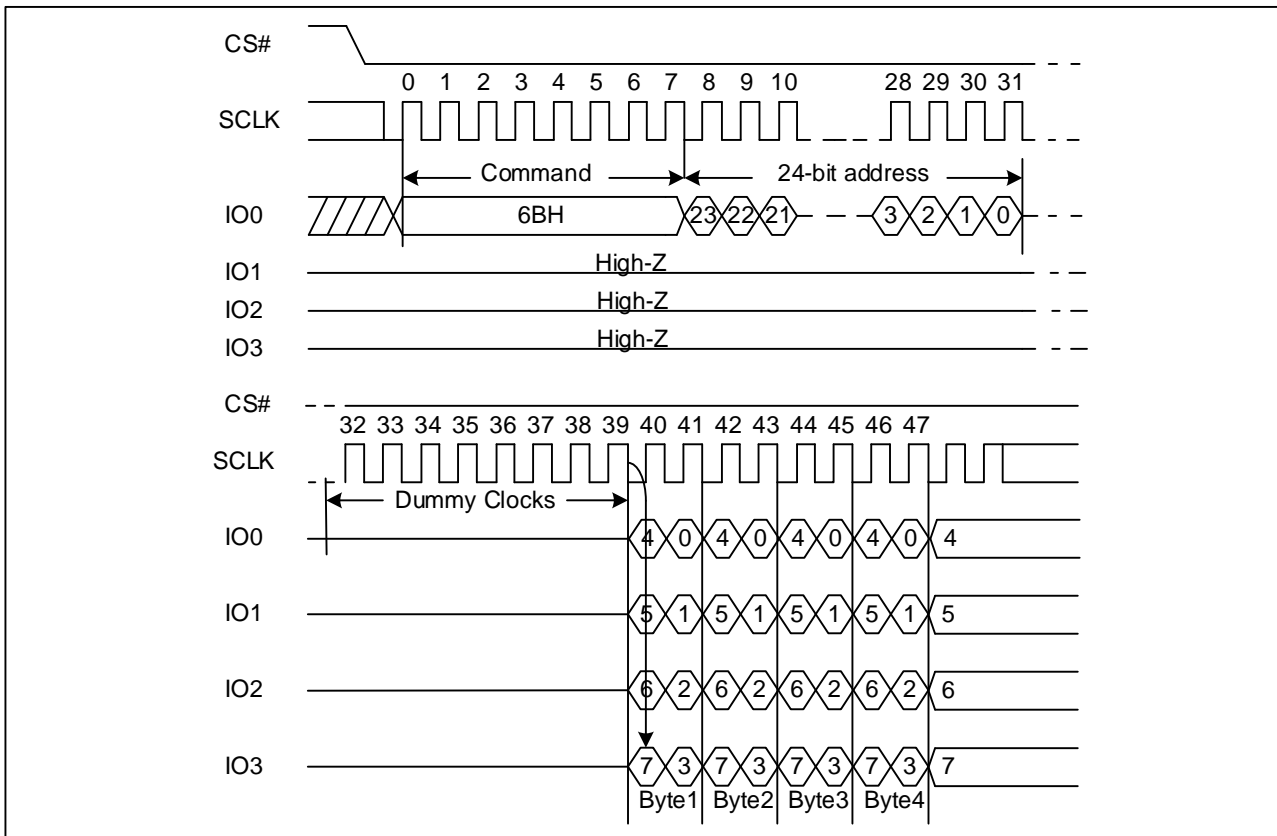 CS#
0 1 2 3 4 5 6 7 8 9 10 28 29 30 31
SCLK
Command 24-bit address
IO0 6BH 23 22 21 3 2 1 0
IO1 High-Z
IO2 High-Z
IO3 High-Z
CS#
32 33 34 35 36 37 38 39 40 41 42 43 44 45 46 47
SCLK
Dummy Clocks
IO0 4 0 4 0 4 0 4 0 4
IO1 5 1 5 1 5 1 5 1 5
IO2 6 2 6 2 6 2 6 2 6
IO3 7 3 7 3 7 3 7 3 7
Byte1 Byte2 Byte3 Byte4